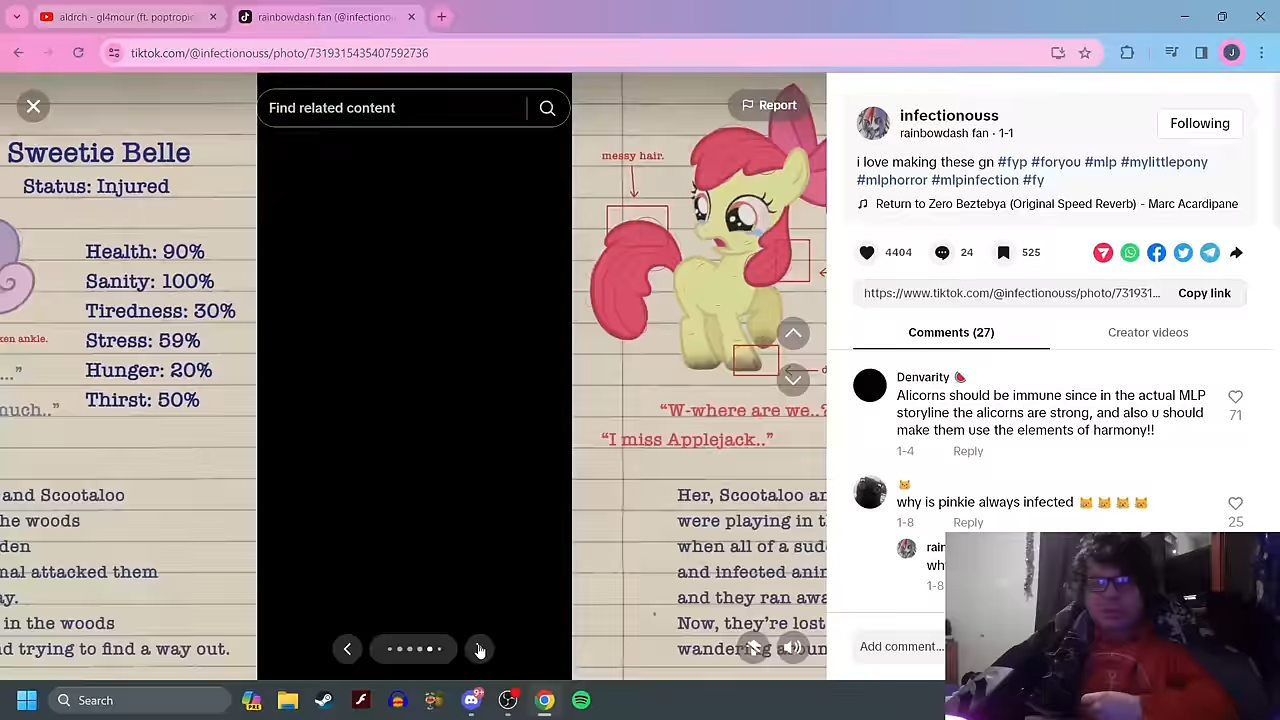 aldrch - gl4mour (ft. poptropic
rainbowdash fan (@infectionou
tiktok.com/@infectionouss/photo/7319315435407592736
J
Find related content
Report
Sweetie Belle
Status: Injured
Health: 90%
Sanity: 100%
Tiredness: 30%
Stress: 59%
Hunger: 20%
Thirst: 50%
ken ankle.
..."
much.."
and Scootaloo
he woods
den
mal attacked them
ay.
in the woods
d trying to find a way out.
messy hair.
"W-where are we..?
"I miss Applejack.."
Her, Scootaloo an
were playing in t
when all of a sud
and infected anir
and they ran awa
Now, they're lost
wandering around
infectionouss
rainbowdash fan · 1-1
Following
i love making these gn #fyp #foryou #mlp #mylittlepony
#mlphorror #mlpinfection #fy
Return to Zero Beztebya (Original Speed Reverb) - Marc Acardipane
4404
24
525
https://www.tiktok.com/@infectionouss/photo/731931...
Copy link
Comments (27)
Creator videos
Denvarity 🍉
Alicorns should be immune since in the actual MLP
storyline the alicorns are strong, and also u should
make them use the elements of harmony!!
71
1-4
Reply
🐱
why is pinkie always infected 🐱 🐱 🐱 🐱
1-8
Reply
25
rain
why
1-8
Add comment...
Search
PRE
9+